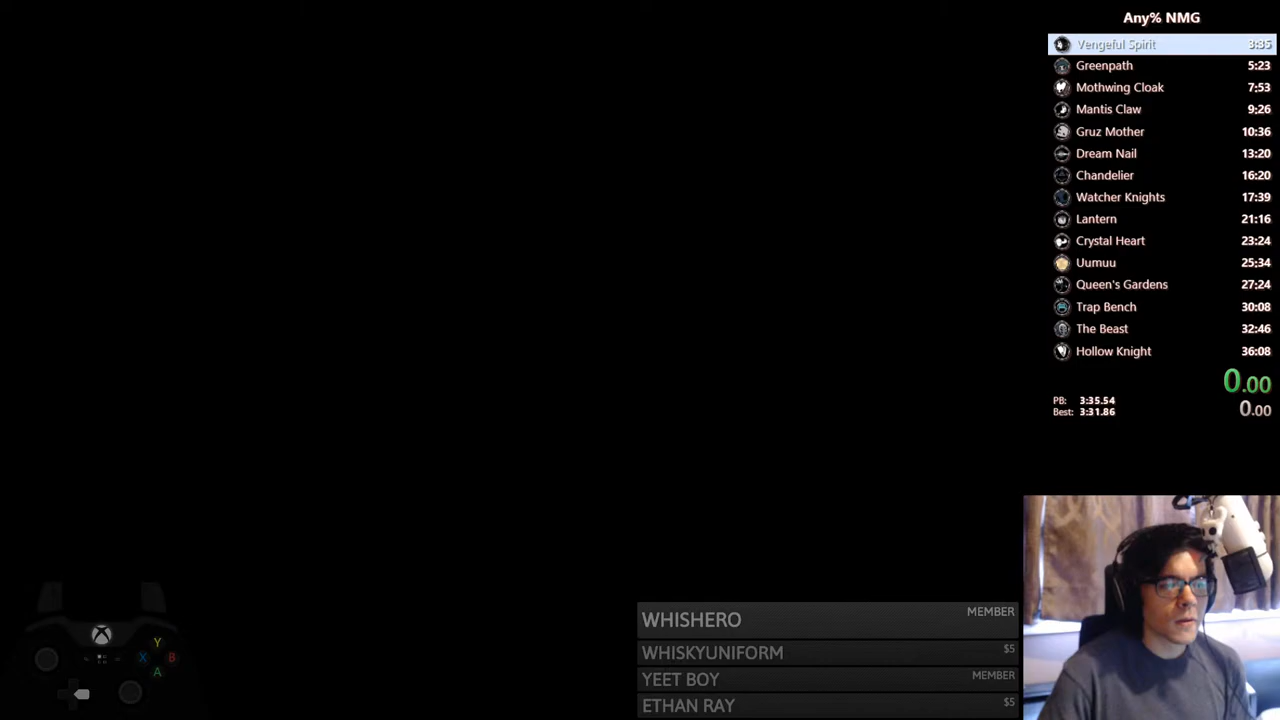 Any% NMG
Vengeful Spirit 3:35
Greenpath 5:23
Mothwing Cloak 7:53
Mantis Claw 9:26
Gruz Mother 10:36
Dream Nail 13:20
Chandelier 16:20
Watcher Knights 17:39
Lantern 21:16
Crystal Heart 23:24
Uumuu 25:34
Queen's Gardens 27:24
Trap Bench 30:08
The Beast 32:46
Hollow Knight 36:08
0.00
PB: 3:35.54
Best: 3:31.86
0.00
WHISHERO MEMBER
WHISKYUNIFORM $5
YEET BOY MEMBER
ETHAN RAY $5
Y
X B
A